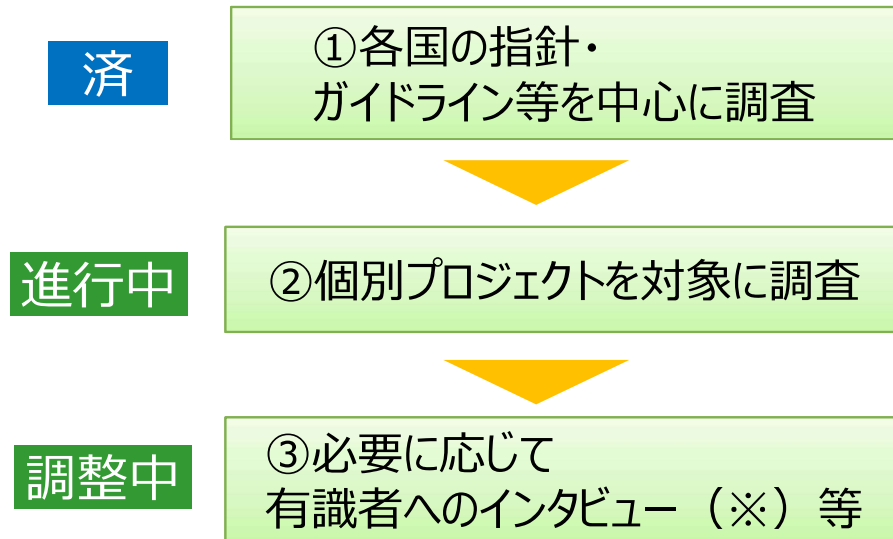 済
①各国の指針・
ガイドライン等を中心に調査
進行中
②個別プロジェクトを対象に調査
調整中
③必要に応じて
有識者へのインタビュー（※）等